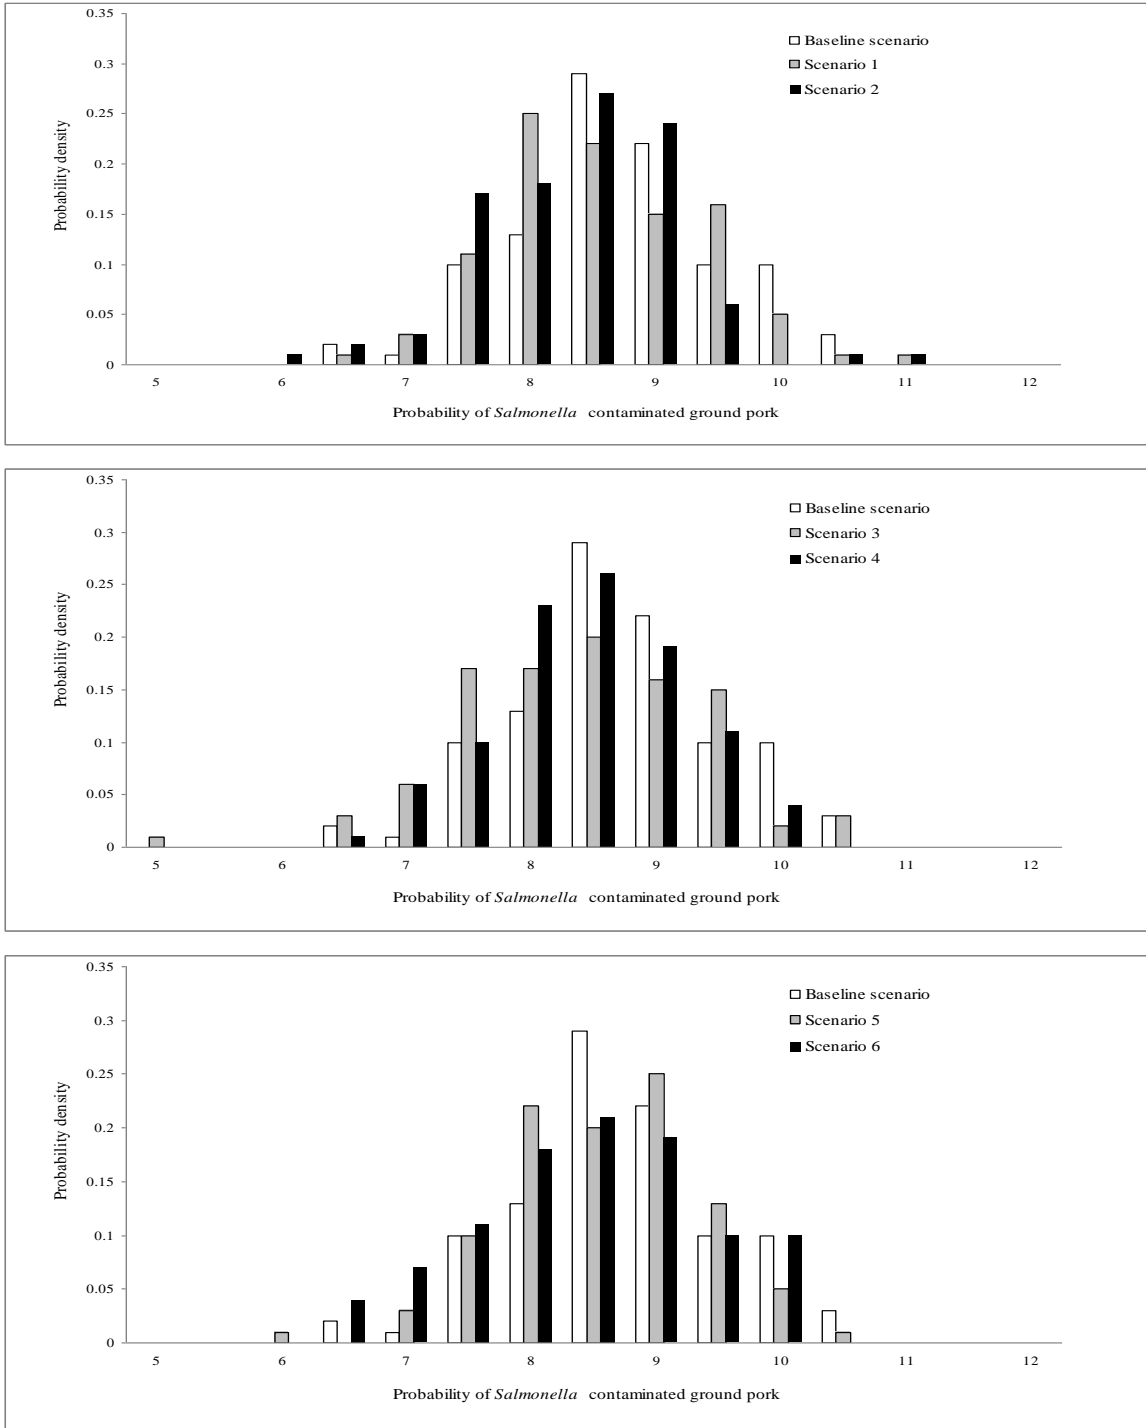 0.35
0.3
0.25
0.2
0.15
0.1
0.05
0
Probability density
Baseline scenario
Scenario 1
Scenario 2
5 6 7 8 9 10 11 12
Probability of Salmonella contaminated ground pork
0.35
0.3
0.25
0.2
0.15
0.1
0.05
0
Probability density
Baseline scenario
Scenario 3
Scenario 4
5 6 7 8 9 10 11 12
Probability of Salmonella contaminated ground pork
0.35
0.3
0.25
0.2
0.15
0.1
0.05
0
Probability density
Baseline scenario
Scenario 5
Scenario 6
5 6 7 8 9 10 11 12
Probability of Salmonella contaminated ground pork